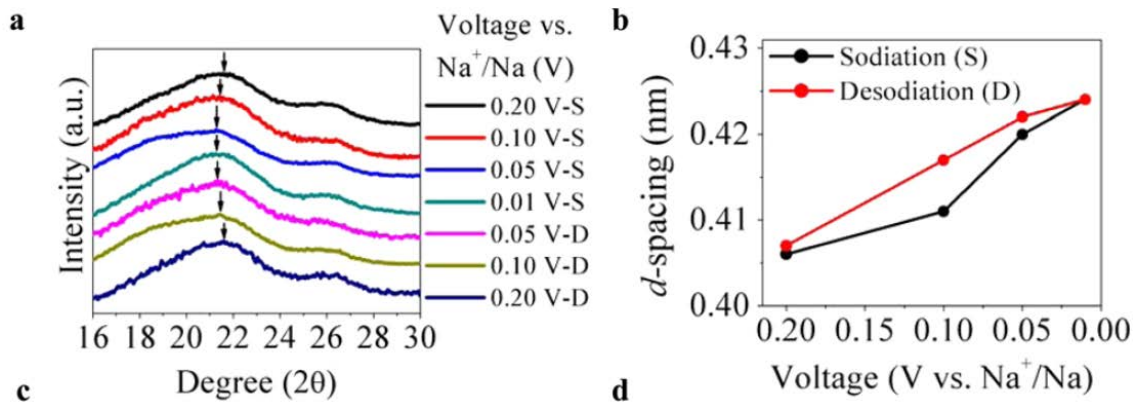 a
Voltage vs.
Na⁺/Na (V)
0.20 V-S
0.10 V-S
0.05 V-S
0.01 V-S
0.05 V-D
0.10 V-D
0.20 V-D
Intensity (a.u.)
16 18 20 22 24 26 28 30
Degree (2θ)
b
Sodiation (S)
Desodiation (D)
d-spacing (nm)
0.43
0.42
0.41
0.40
0.20 0.15 0.10 0.05 0.00
Voltage (V vs. Na⁺/Na)
c
d